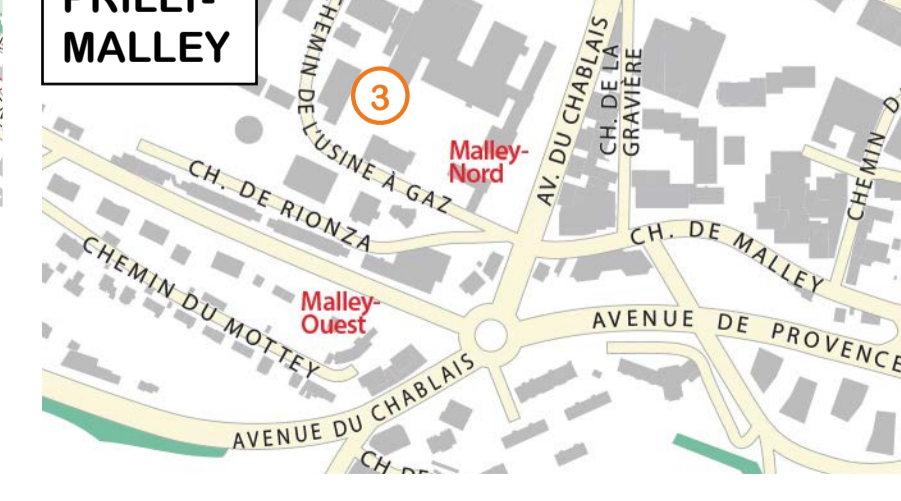 MALLEY
CHEMIN DE L'USINE À GAZ
3
Malley-
Nord
AV. DU CHABLAIS
CH. DE LA
GRAVIÈRE
CH. DE RIONZA
CH. DE MALLEY
CHEMIN
CHEMIN DU MOTTEY
Malley-
Ouest
AVENUE DE PROVENCE
AVENUE DU CHABLAIS